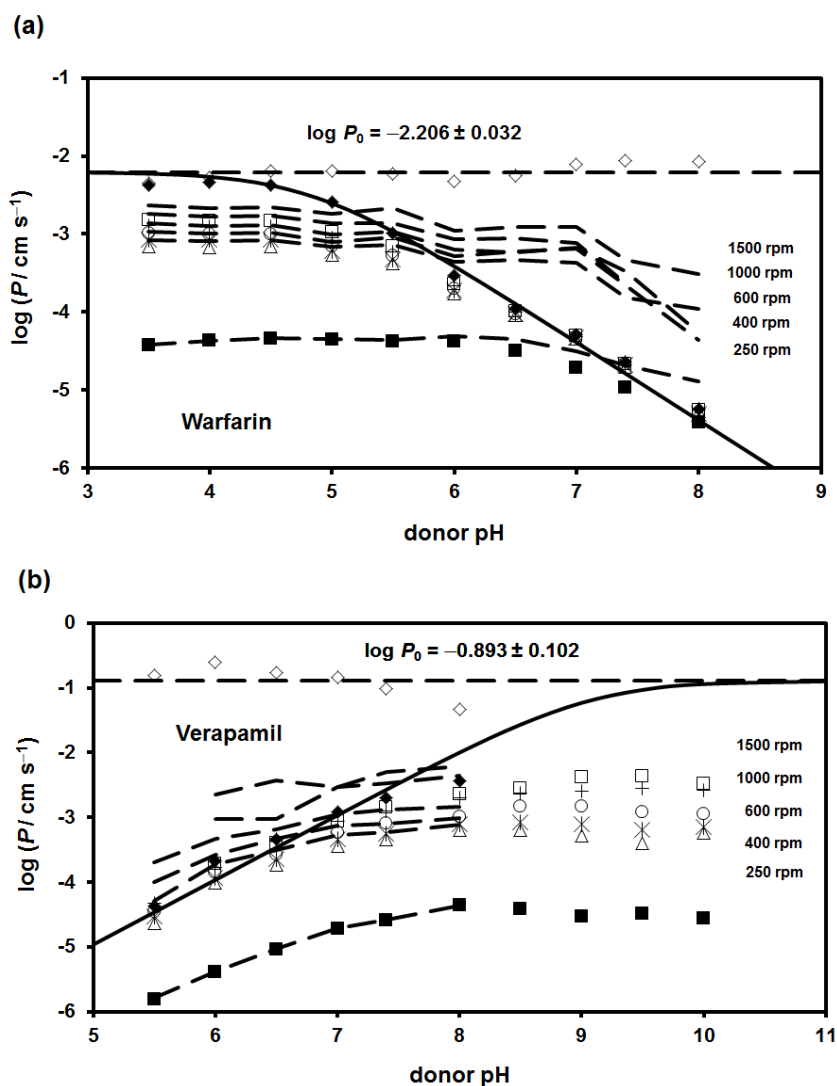 (a)
-1
log P₀ = −2.206 ± 0.032
-2
-3
log (P / cm s⁻¹)
1500 rpm
1000 rpm
-4
600 rpm
400 rpm
250 rpm
-5
Warfarin
-6
3 4 5 6 7 8 9
donor pH
(b)
0
log P₀ = −0.893 ± 0.102
-1
Verapamil
-2
1500 rpm
1000 rpm
-3
log (P / cm s⁻¹)
600 rpm
400 rpm
-4
250 rpm
-5
-6
5 6 7 8 9 10 11
donor pH